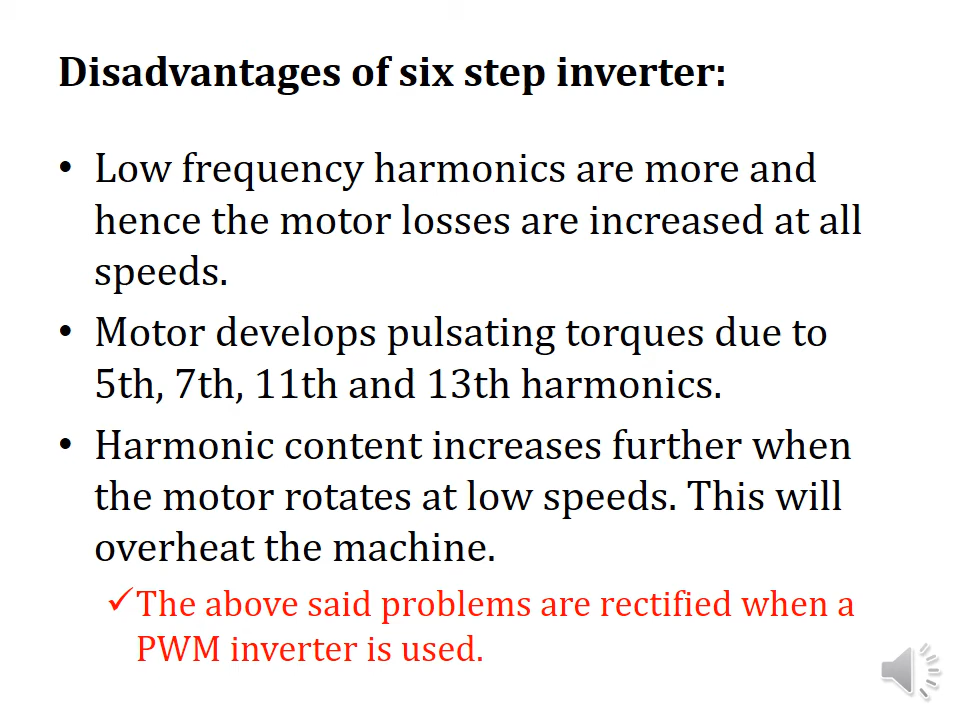 Disadvantages of six step inverter:
• Low frequency harmonics are more and
hence the motor losses are increased at all
speeds.
• Motor develops pulsating torques due to
5th, 7th, 11th and 13th harmonics.
• Harmonic content increases further when
the motor rotates at low speeds. This will
overheat the machine.
✓The above said problems are rectified when a
PWM inverter is used.